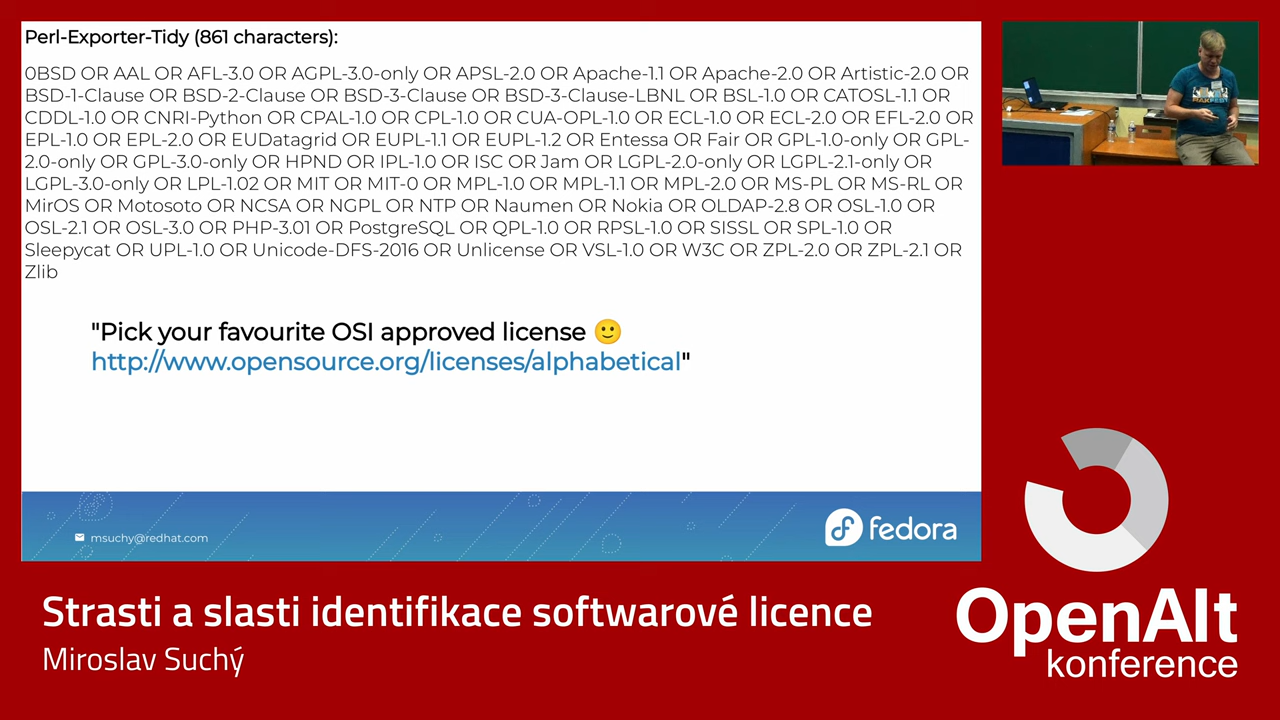 Perl-Exporter-Tidy (861 characters):
0BSD OR AAL OR AFL-3.0 OR AGPL-3.0-only OR APSL-2.0 OR Apache-1.1 OR Apache-2.0 OR Artistic-2.0 OR
BSD-1-Clause OR BSD-2-Clause OR BSD-3-Clause OR BSD-3-Clause-LBNL OR BSL-1.0 OR CATOSL-1.1 OR
CDDL-1.0 OR CNRI-Python OR CPAL-1.0 OR CPL-1.0 OR CUA-OPL-1.0 OR ECL-1.0 OR ECL-2.0 OR EFL-2.0 OR
EPL-1.0 OR EPL-2.0 OR EUDatagrid OR EUPL-1.1 OR EUPL-1.2 OR Entessa OR Fair OR GPL-1.0-only OR GPL-
2.0-only OR GPL-3.0-only OR HPND OR IPL-1.0 OR ISC OR Jam OR LGPL-2.0-only OR LGPL-2.1-only OR
LGPL-3.0-only OR LPL-1.02 OR MIT OR MIT-0 OR MPL-1.0 OR MPL-1.1 OR MPL-2.0 OR MS-PL OR MS-RL OR
MirOS OR Motosoto OR NCSA OR NGPL OR NTP OR Naumen OR Nokia OR OLDAP-2.8 OR OSL-1.0 OR
OSL-2.1 OR OSL-3.0 OR PHP-3.01 OR PostgreSQL OR QPL-1.0 OR RPSL-1.0 OR SISSL OR SPL-1.0 OR
Sleepycat OR UPL-1.0 OR Unicode-DFS-2016 OR Unlicense OR VSL-1.0 OR W3C OR ZPL-2.0 OR ZPL-2.1 OR
Zlib
"Pick your favourite OSI approved license 🙂
http://www.opensource.org/licenses/alphabetical"
msuchy@redhat.com
fedora
Strasti a slasti identifikace softwarové licence
Miroslav Suchý
OpenAlt
konference